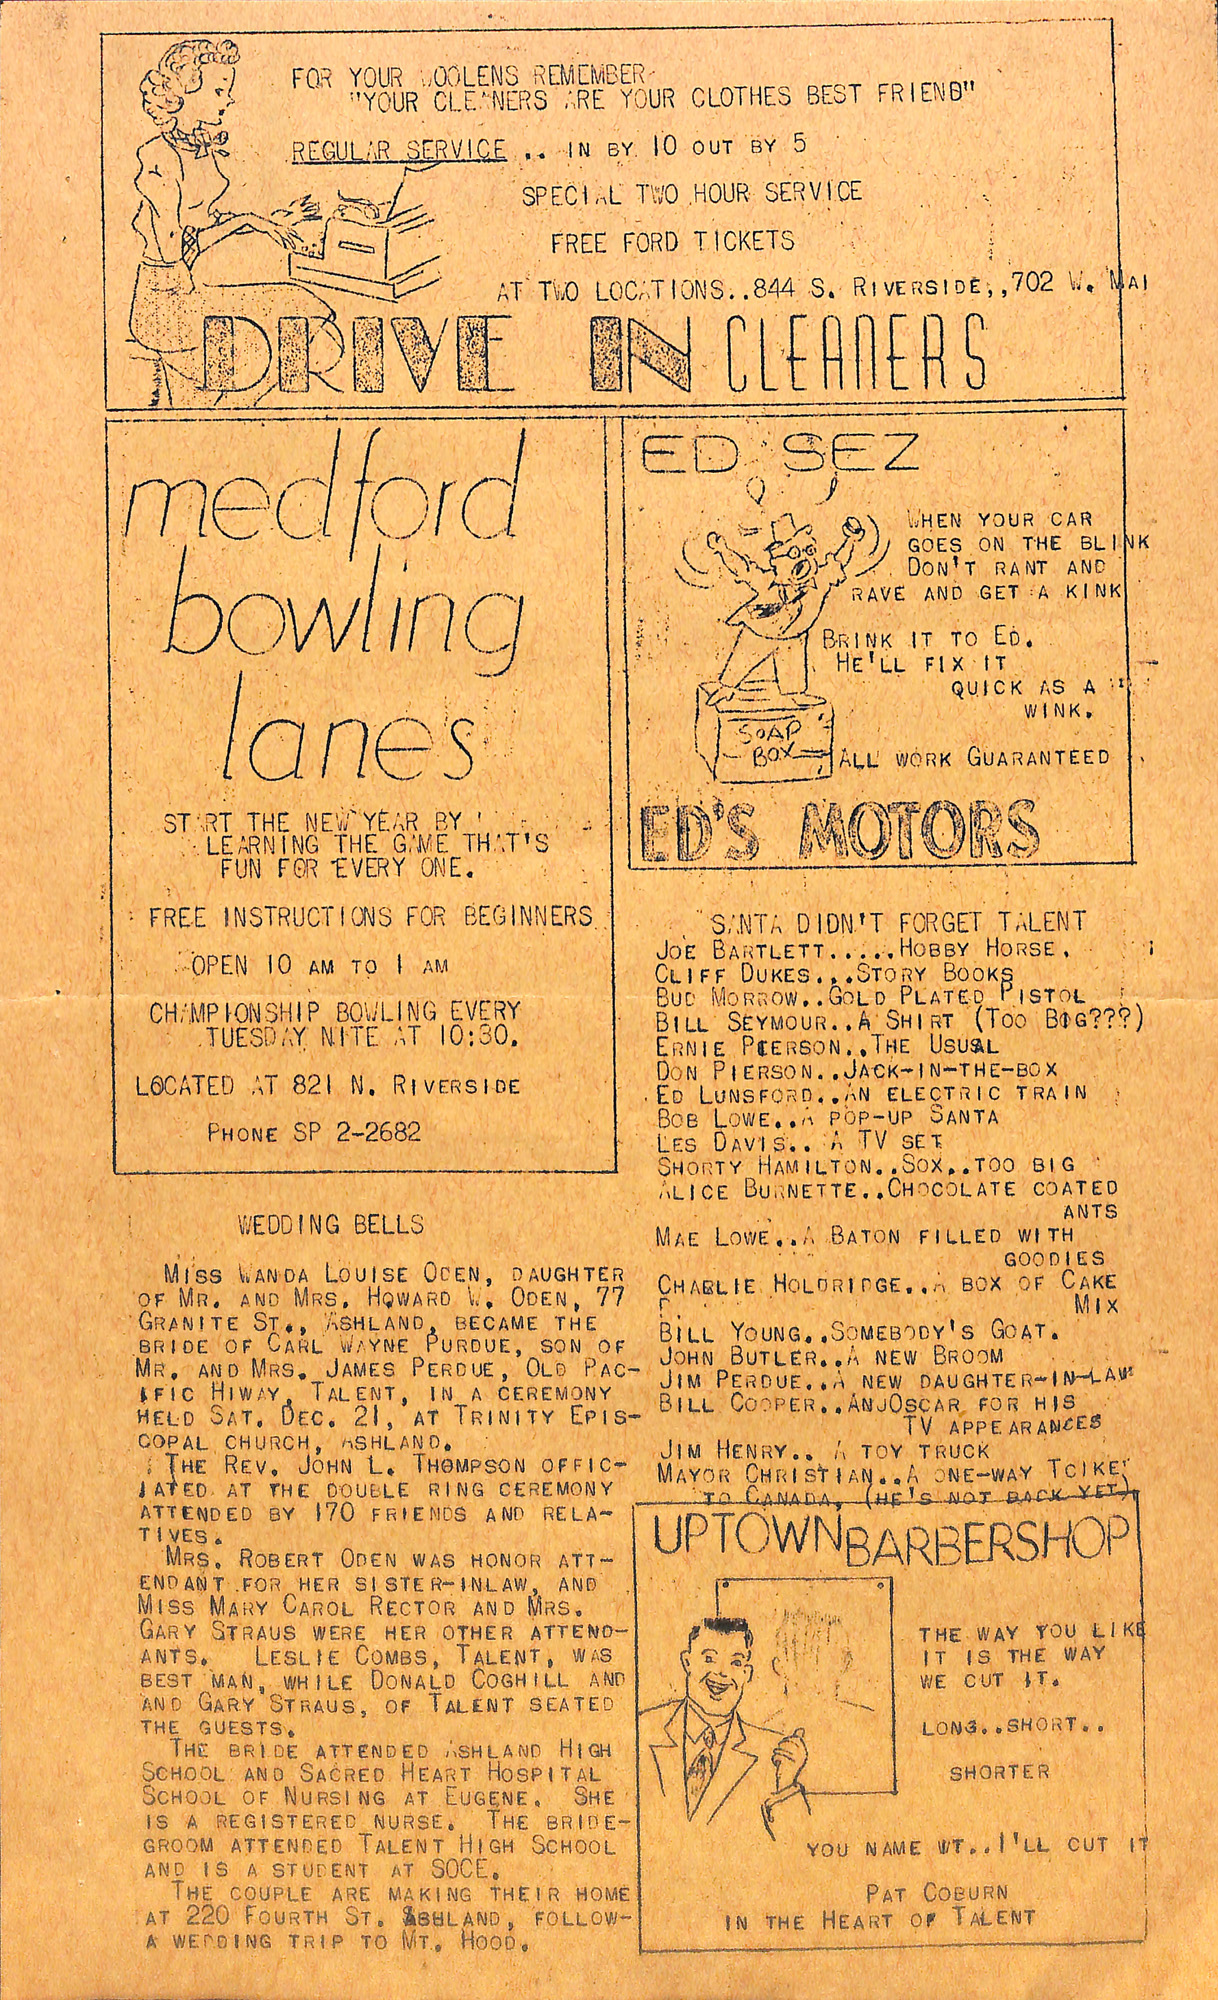 FOR YOUR WOOLENS REMEMBER
"YOUR CLEANERS ARE YOUR CLOTHES BEST FRIEND"
REGULAR SERVICE .. IN BY 10 OUT BY 5
SPECIAL TWO HOUR SERVICE
FREE FORD TICKETS
AT TWO LOCATIONS..844 S. RIVERSIDE,,702 W. MAI
DRIVE IN CLEANERS
medford
bowling
lanes
START THE NEW YEAR BY
LEARNING THE GAME THAT'S
FUN FOR EVERY ONE.
FREE INSTRUCTIONS FOR BEGINNERS
OPEN 10 AM TO 1 AM
CHAMPIONSHIP BOWLING EVERY
TUESDAY NITE AT 10:30.
LOCATED AT 821 N. RIVERSIDE
PHONE SP 2-2682
WEDDING BELLS
MISS WANDA LOUISE ODEN, DAUGHTER
OF MR. AND MRS. HOWARD W. ODEN, 77
GRANITE ST., ASHLAND, BECAME THE
BRIDE OF CARL WAYNE PURDUE, SON OF
MR. AND MRS. JAMES PERDUE, OLD PAC-
IFIC HIWAY, TALENT, IN A CEREMONY
HELD SAT. DEC. 21, AT TRINITY EPIS-
COPAL CHURCH, ASHLAND.
THE REV. JOHN L. THOMPSON OFFIC-
IATED AT THE DOUBLE RING CEREMONY
ATTENDED BY 170 FRIENDS AND RELA-
TIVES.
MRS. ROBERT ODEN WAS HONOR ATT-
ENDANT FOR HER SISTER-INLAW, AND
MISS MARY CAROL RECTOR AND MRS.
GARY STRAUS WERE HER OTHER ATTEND-
ANTS. LESLIE COMBS, TALENT, WAS
BEST MAN, WHILE DONALD COGHILL AND
AND GARY STRAUS, OF TALENT SEATED
THE GUESTS.
THE BRIDE ATTENDED ASHLAND HIGH
SCHOOL AND SACRED HEART HOSPITAL
SCHOOL OF NURSING AT EUGENE. SHE
IS A REGISTERED NURSE. THE BRIDE-
GROOM ATTENDED TALENT HIGH SCHOOL
AND IS A STUDENT AT SOCE.
THE COUPLE ARE MAKING THEIR HOME
AT 220 FOURTH ST. ASHLAND, FOLLOW-
A WEDDING TRIP TO MT. HOOD.
ED SEZ
WHEN YOUR CAR
GOES ON THE BLINK
DON'T RANT AND
RAVE AND GET A KINK
BRINK IT TO ED.
HE'LL FIX IT
QUICK AS A
WINK.
SOAP
BOX
ALL WORK GUARANTEED
ED'S MOTORS
SANTA DIDN'T FORGET TALENT
JOE BARTLETT.....HOBBY HORSE.
CLIFF DUKES...STORY BOOKS
BUD MORROW..GOLD PLATED PISTOL
BILL SEYMOUR..A SHIRT (TOO BIG???)
ERNIE PEERSON..THE USUAL
DON PIERSON..JACK-IN-THE-BOX
ED LUNSFORD..AN ELECTRIC TRAIN
BOB LOWE..A POP-UP SANTA
LES DAVIS.. A TV SET
SHORTY HAMILTON..SOX..TOO BIG
ALICE BURNETTE..CHOCOLATE COATED
ANTS
MAE LOWE..A BATON FILLED WITH
GOODIES
CHARLIE HOLDRIDGE..A BOX OF CAKE
MIX
BILL YOUNG..SOMEBODY'S GOAT.
JOHN BUTLER..A NEW BROOM
JIM PERDUE..A NEW DAUGHTER-IN-LAW
BILL COOPER..ANJOSCAR FOR HIS
TV APPEARANCES
JIM HENRY.. A TOY TRUCK
MAYOR CHRISTIAN..A ONE-WAY TCIKET
TO CANADA, (HE'S NOT BACK YET)
UPTOWN BARBERSHOP
THE WAY YOU LIKE
IT IS THE WAY
WE CUT IT.
LONG..SHORT..
SHORTER
YOU NAME IT..I'LL CUT IT
PAT COBURN
IN THE HEART OF TALENT